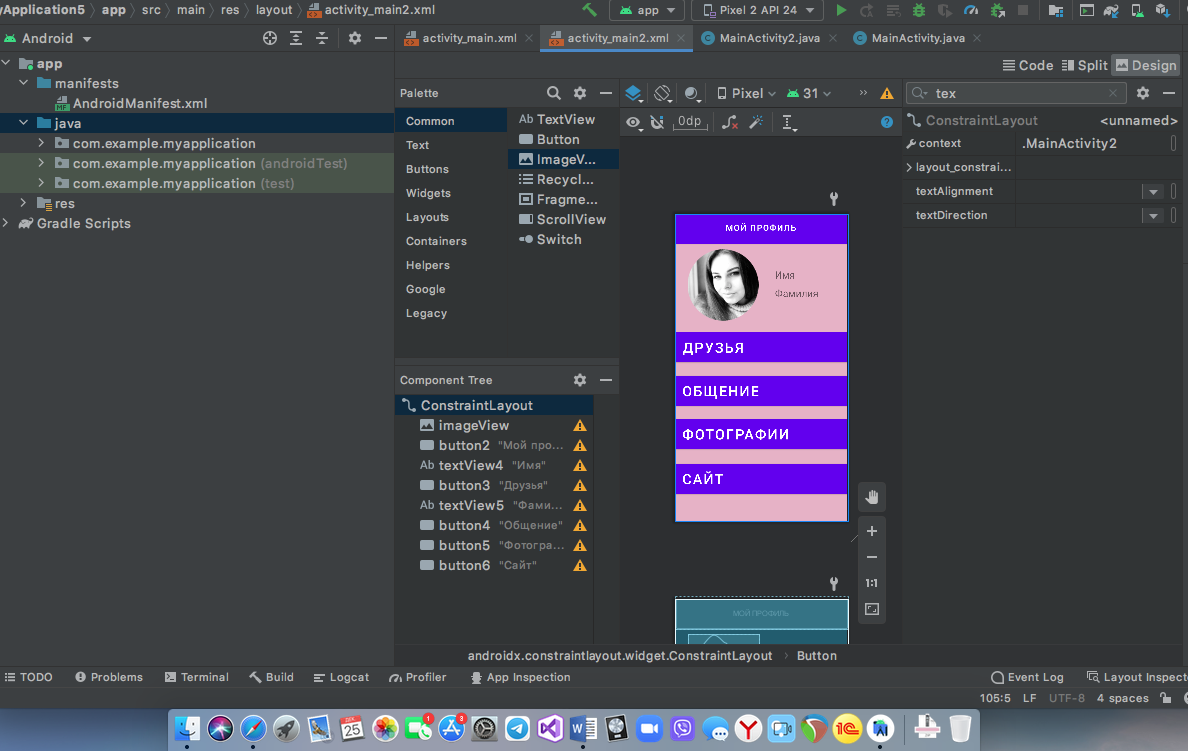 yApplication5 › app › src › main › res › layout › activity_main2.xml
app Pixel 2 API 24
Android
activity_main.xml activity_main2.xml MainActivity2.java MainActivity.java
Code Split Design
app
manifests
AndroidManifest.xml
java
com.example.myapplication
com.example.myapplication (androidTest)
com.example.myapplication (test)
res
Gradle Scripts
Palette
Common
Text
Buttons
Widgets
Layouts
Containers
Helpers
Google
Legacy
Ab TextView
Button
ImageV...
Recycl...
Fragme...
ScrollView
Switch
Component Tree
ConstraintLayout
imageView
button2 "Мой про...
Ab textView4 "Имя"
button3 "Друзья"
Ab textView5 "Фами...
button4 "Общение"
button5 "Фотогра...
button6 "Сайт"
Pixel 31 »
0dp
МОЙ ПРОФИЛЬ
Имя
Фамилия
ДРУЗЬЯ
ОБЩЕНИЕ
ФОТОГРАФИИ
САЙТ
1:1
МОЙ ПРОФИЛЬ
tex
ConstraintLayout <unnamed>
context .MainActivity2
layout_constrai...
textAlignment
textDirection
androidx.constraintlayout.widget.ConstraintLayout › Button
TODO Problems Terminal Build Logcat Profiler App Inspection Event Log Layout Inspect
105:5 LF UTF-8 4 spaces
25 1 3 W 1C